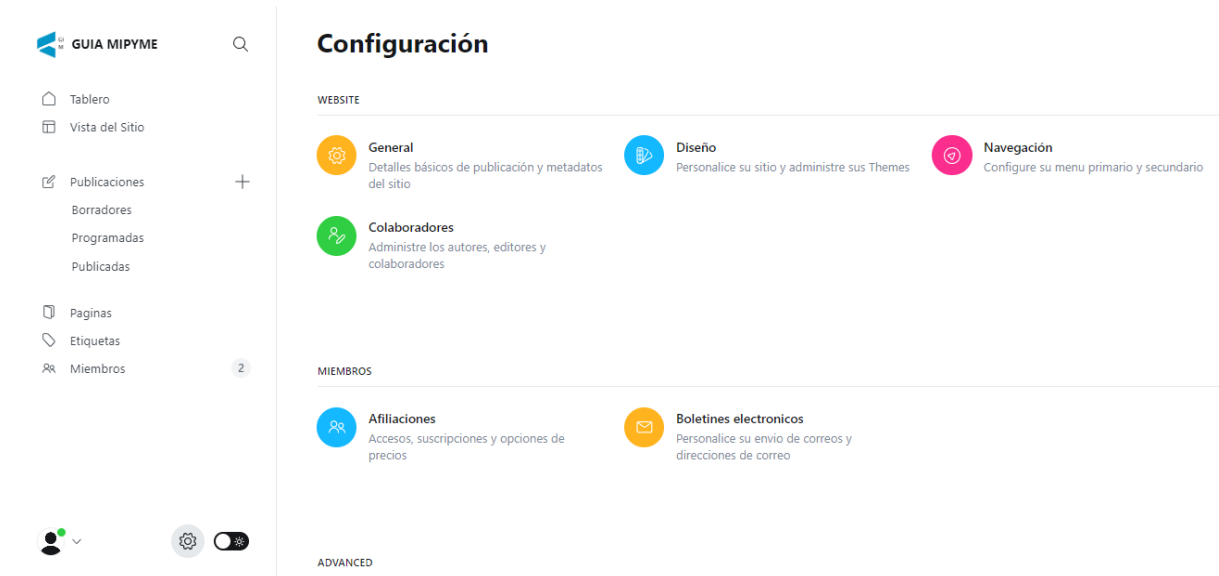 GUIA MIPYME
Tablero
Vista del Sitio
Publicaciones
Borradores
Programadas
Publicadas
Paginas
Etiquetas
Miembros 2
Configuración
WEBSITE
General
Detalles básicos de publicación y metadatos
del sitio
Diseño
Personalice su sitio y administre sus Themes
Navegación
Configure su menu primario y secundario
Colaboradores
Administre los autores, editores y
colaboradores
MIEMBROS
Afiliaciones
Accesos, suscripciones y opciones de
precios
Boletines electronicos
Personalice su envio de correos y
direcciones de correo
ADVANCED